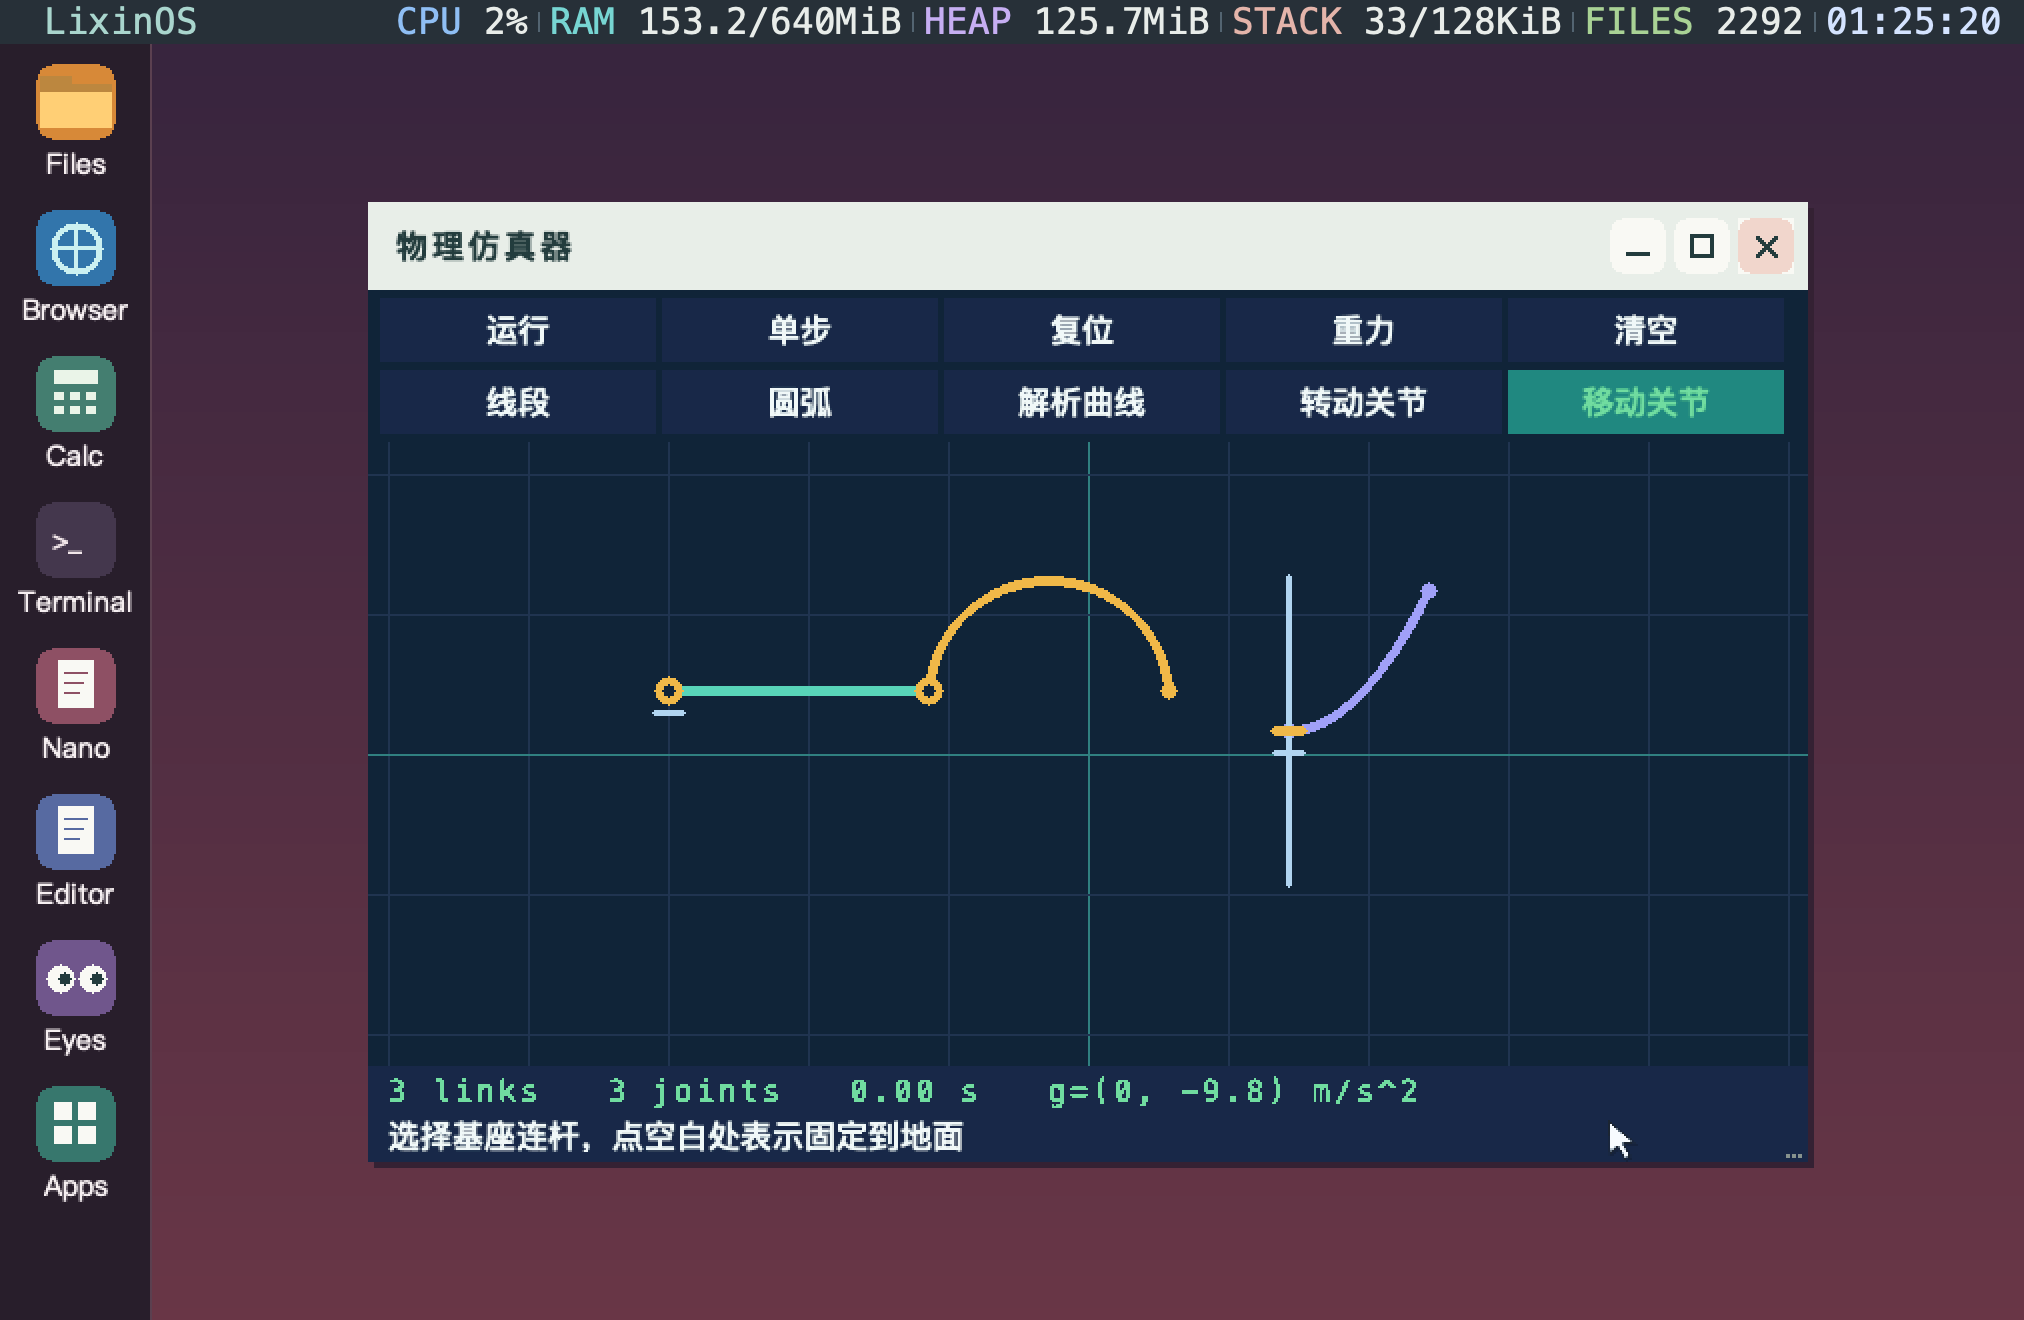 LixinOS CPU 2% RAM 153.2/640MiB HEAP 125.7MiB STACK 33/128KiB FILES 2292 01:25:20
Files
Browser
Calc
>_
Terminal
Nano
Editor
Eyes
Apps
物理仿真器
运行 单步 复位 重力 清空
线段 圆弧 解析曲线 转动关节 移动关节
3 links 3 joints 0.00 s g=(0, -9.8) m/s^2
选择基座连杆，点空白处表示固定到地面